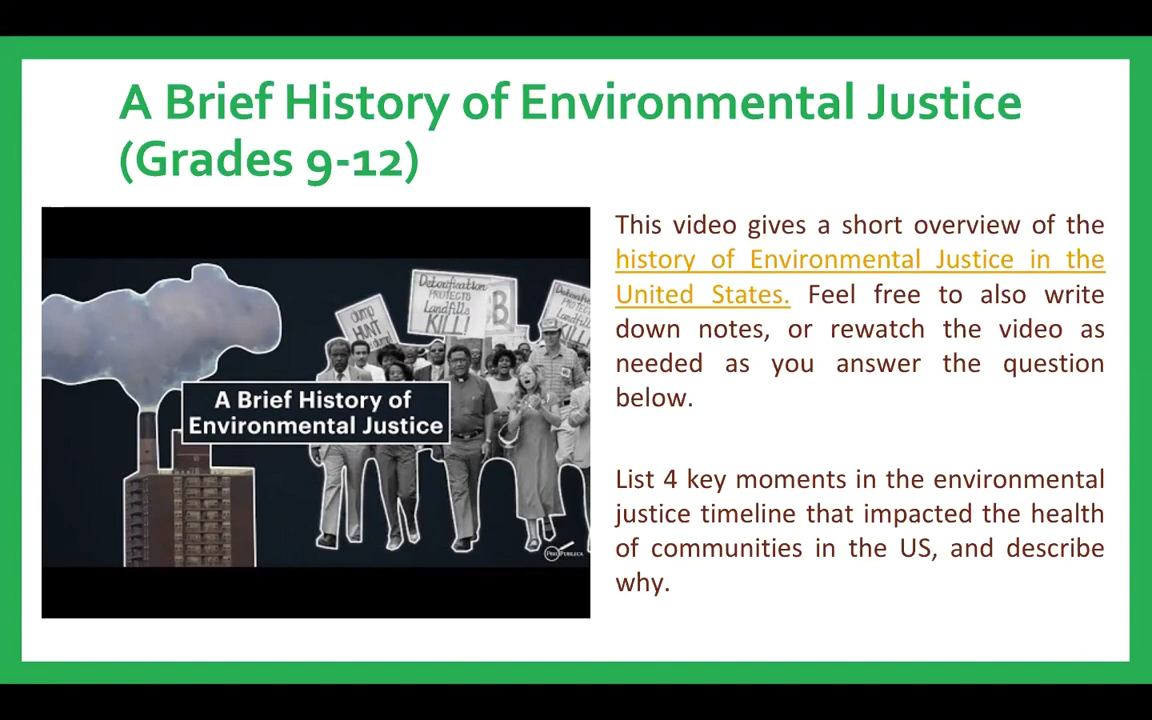 A Brief History of Environmental Justice
(Grades 9-12)
This video gives a short overview of the
history of Environmental Justice in the
United States. Feel free to also write
down notes, or rewatch the video as
needed as you answer the question
below.
List 4 key moments in the environmental
justice timeline that impacted the health
of communities in the US, and describe
why.
dump
HUNT
Detoxification
PROTECTS
Landfills
KILL!
B
A Brief History of
Environmental Justice
PROPUBLICA